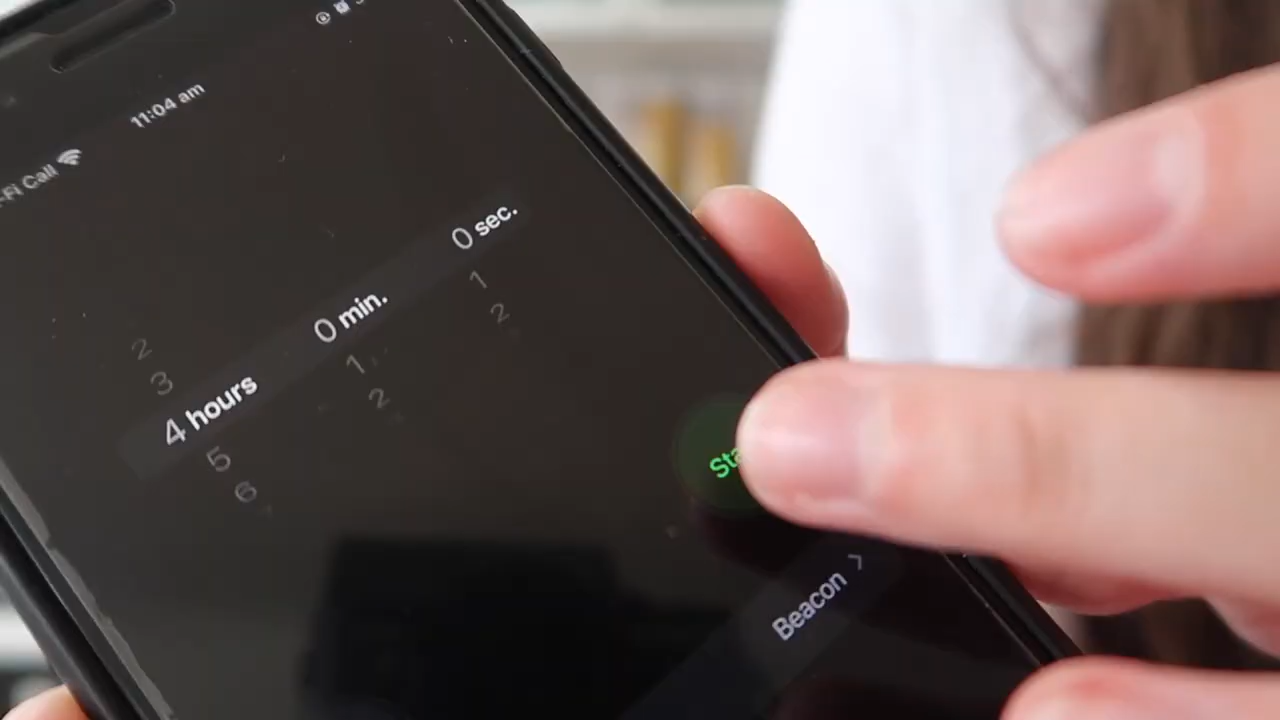 11:04 am
-Fi Call
0 sec.
1
2
0 min.
1
2
2
3
4 hours
5
6
Sta
Beacon >